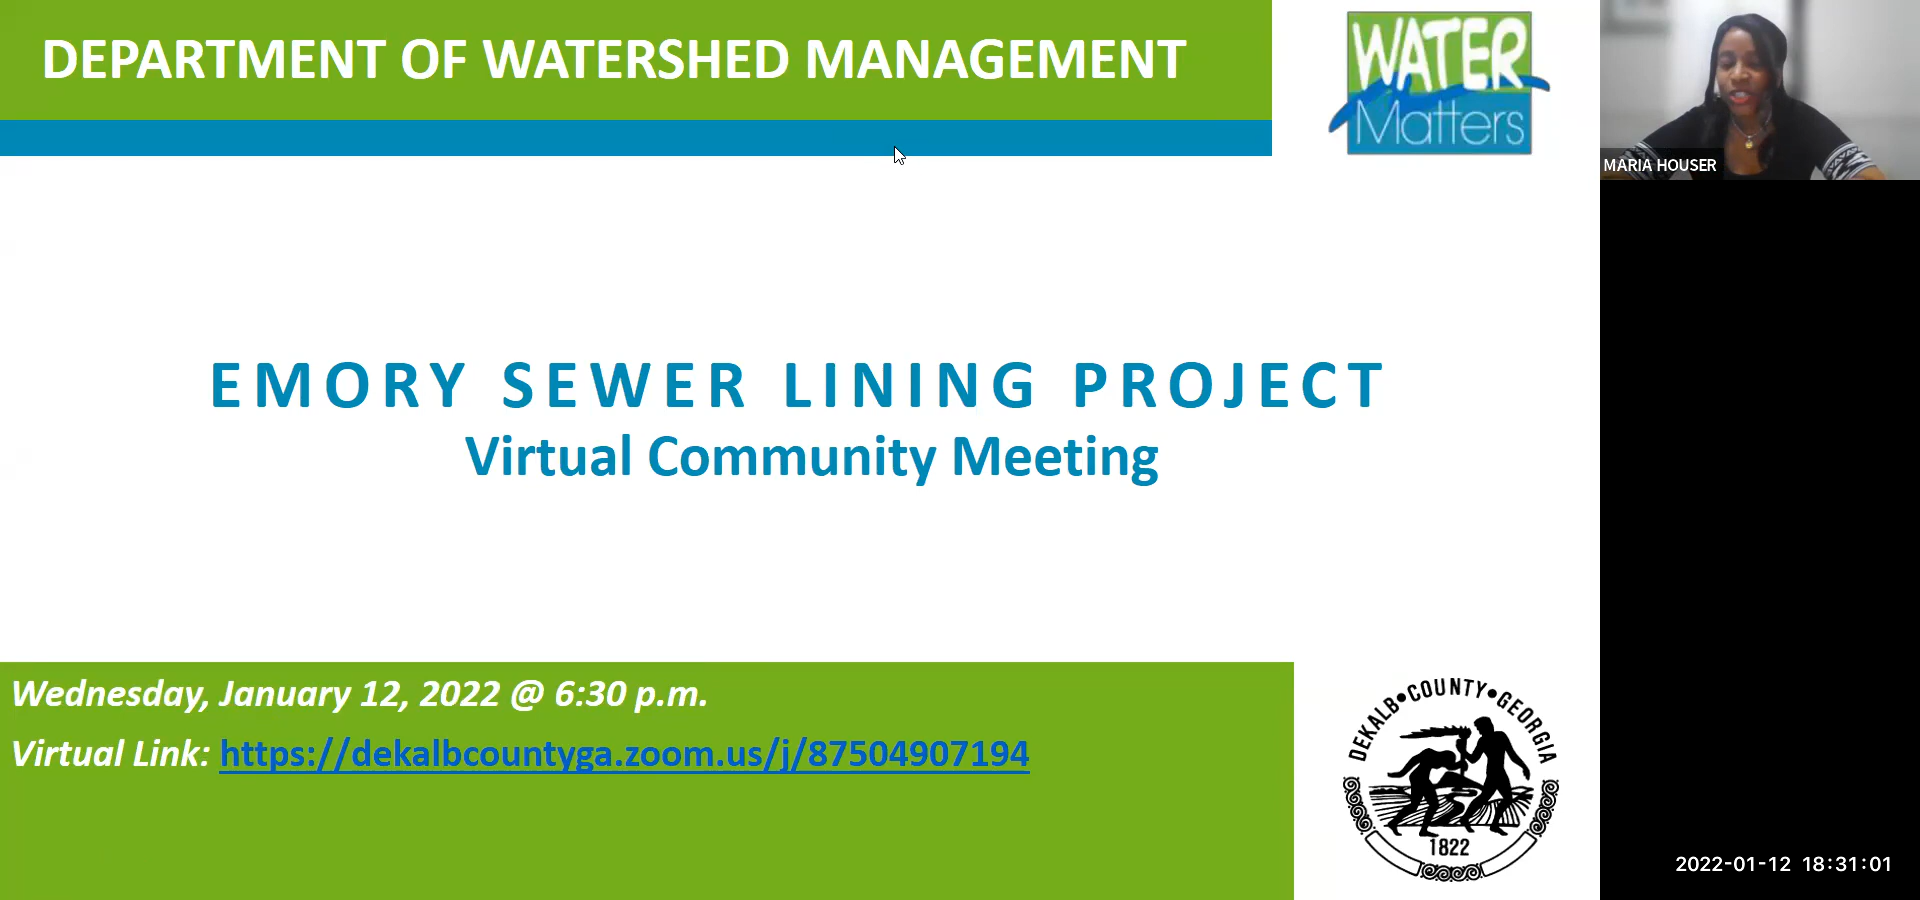 DEPARTMENT OF WATERSHED MANAGEMENT
WATER
Matters
MARIA HOUSER
EMORY SEWER LINING PROJECT
Virtual Community Meeting
Wednesday, January 12, 2022 @ 6:30 p.m.
Virtual Link: https://dekalbcountyga.zoom.us/j/87504907194
DEKALB•COUNTY•GEORGIA
1822
2022-01-12 18:31:01